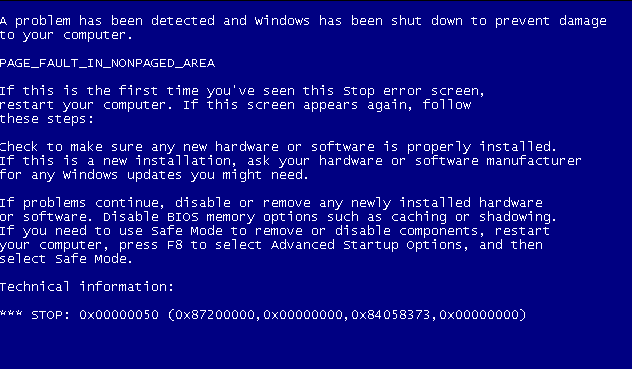 A problem has been detected and Windows has been shut down to prevent damage
to your computer.
PAGE_FAULT_IN_NONPAGED_AREA
If this is the first time you've seen this Stop error screen,
restart your computer. If this screen appears again, follow
these steps:
Check to make sure any new hardware or software is properly installed.
If this is a new installation, ask your hardware or software manufacturer
for any Windows updates you might need.
If problems continue, disable or remove any newly installed hardware
or software. Disable BIOS memory options such as caching or shadowing.
If you need to use Safe Mode to remove or disable components, restart
your computer, press F8 to select Advanced Startup Options, and then
select Safe Mode.
Technical information:
*** STOP: 0x00000050 (0x87200000,0x00000000,0x84058373,0x00000000)